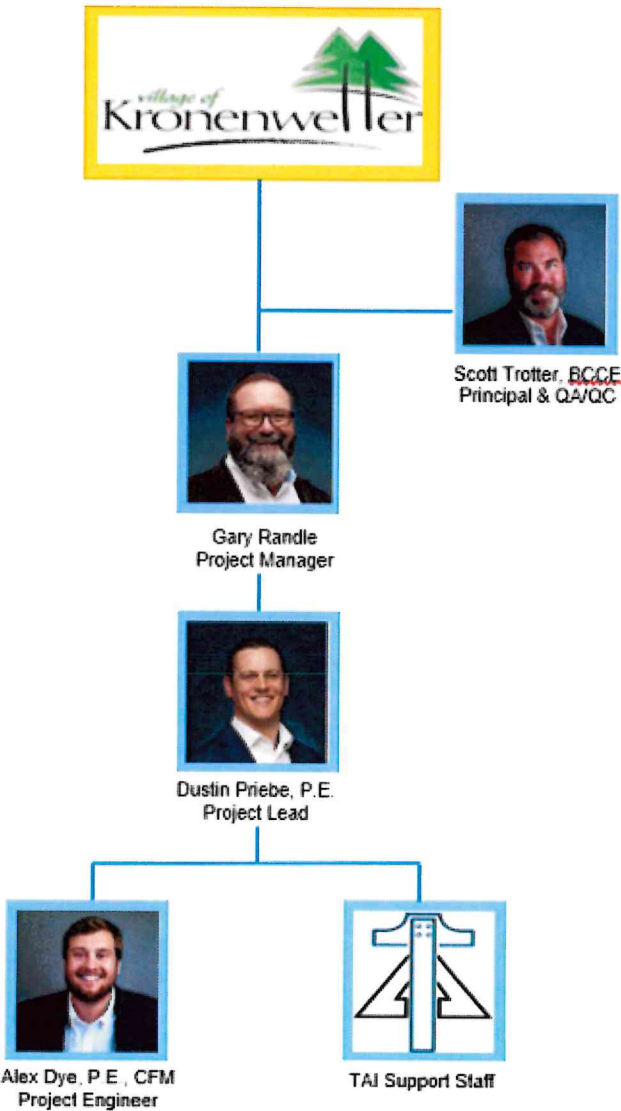 village of
Kronenwetter
Scott Trotter, BCCE
Principal & QA/QC
Gary Randle
Project Manager
Dustin Priebe, P.E.
Project Lead
Alex Dye, P.E., CFM
Project Engineer
TAI Support Staff